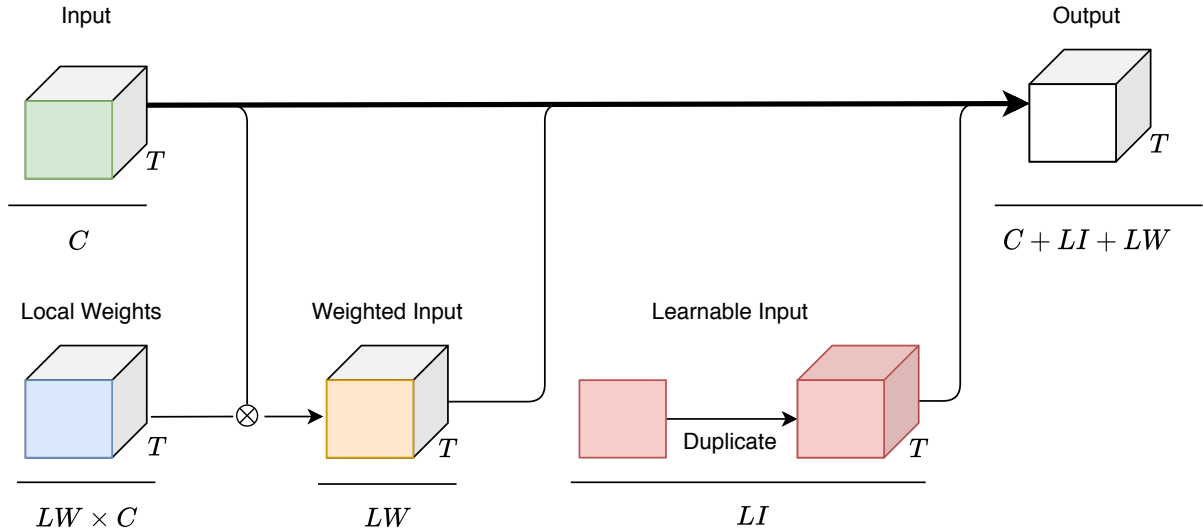 Input
Output
T
T
C
C + LI + LW
Local Weights
Weighted Input
Learnable Input
⊗
Duplicate
T
T
T
LW × C
LW
LI